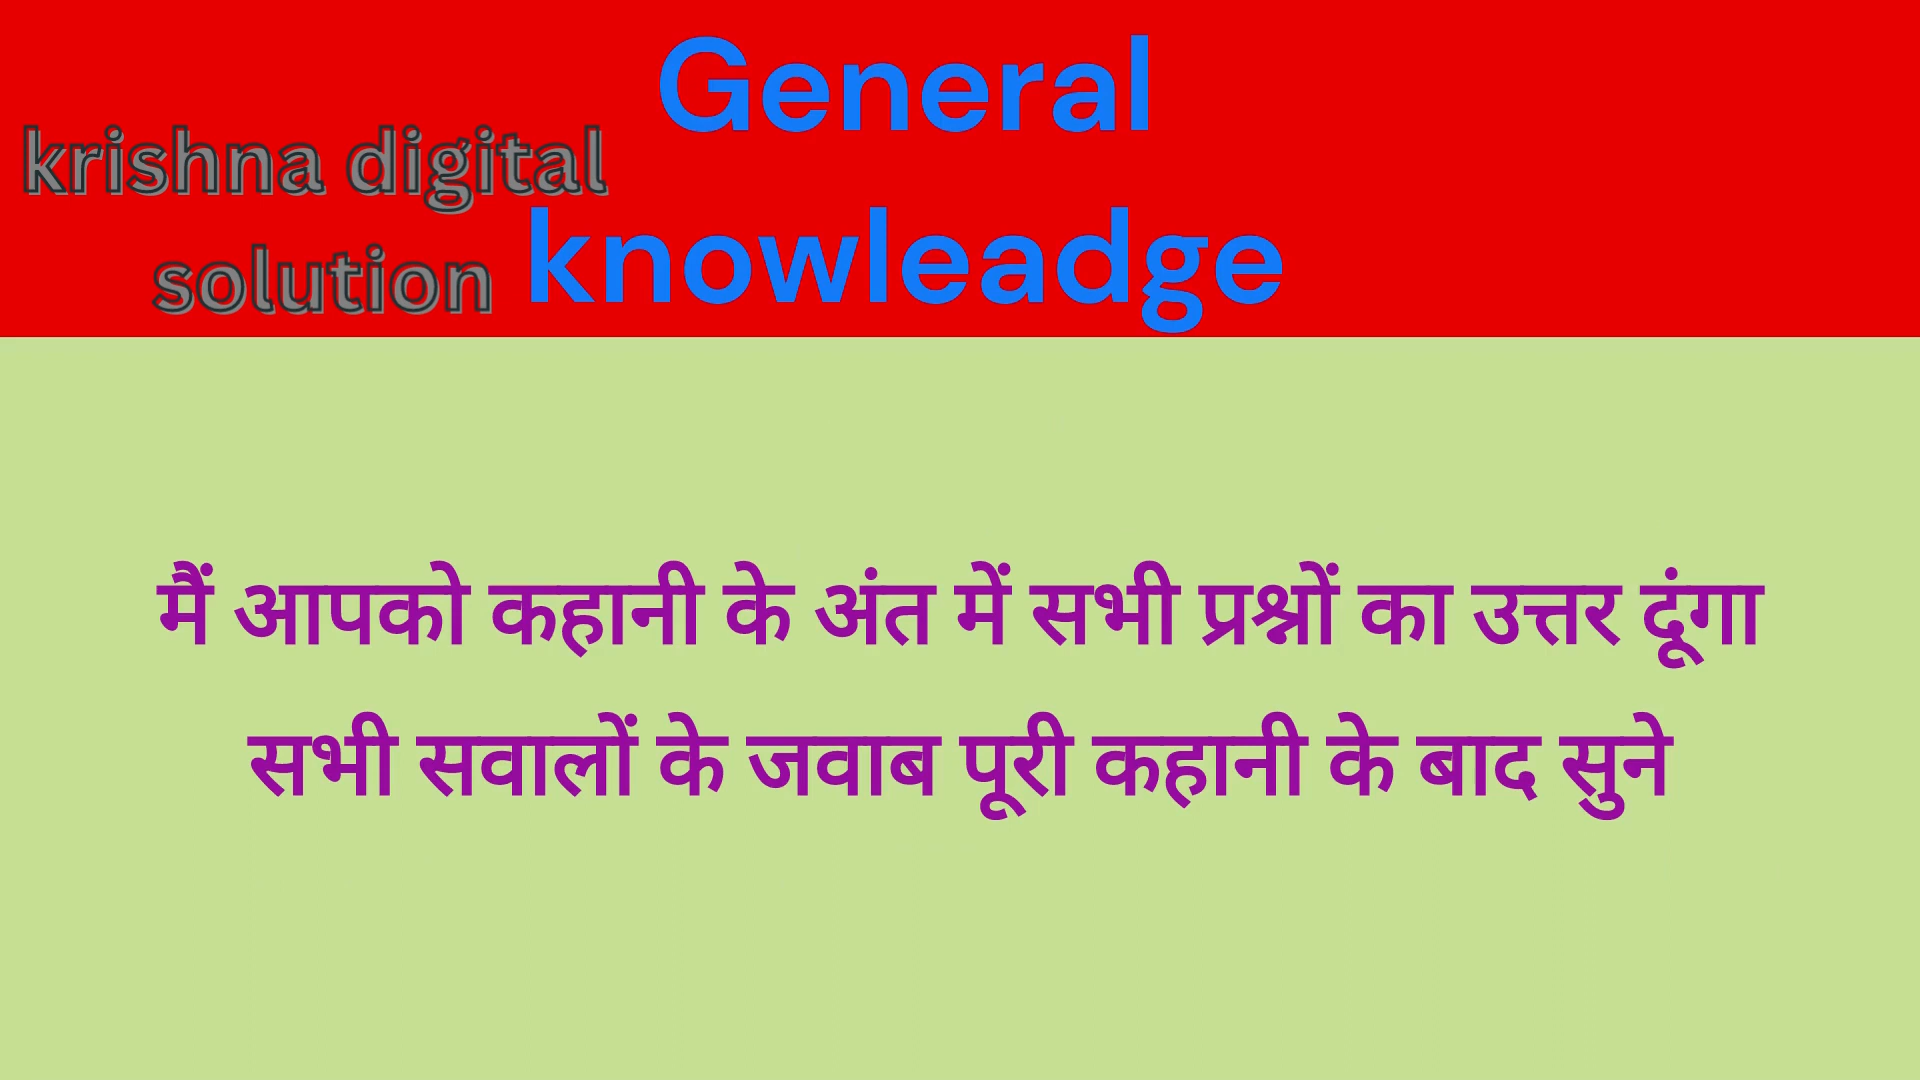 General
krishna digital
knowleadge
solution
मैं आपको कहानी के अंत में सभी प्रश्नों का उत्तर दूंगा
सभी सवालों के जवाब पूरी कहानी के बाद सुने